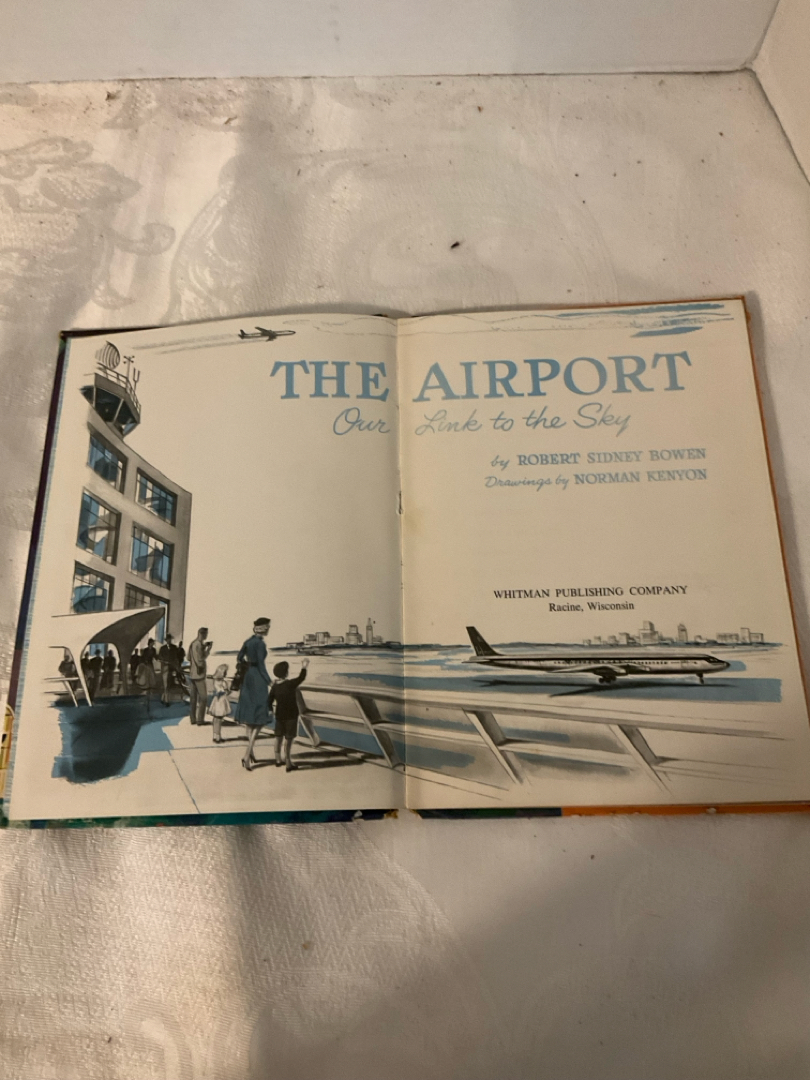 THE AIRPORT
Our Link to the Sky
by ROBERT SIDNEY BOWEN
Drawings by NORMAN KENYON
WHITMAN PUBLISHING COMPANY
Racine, Wisconsin